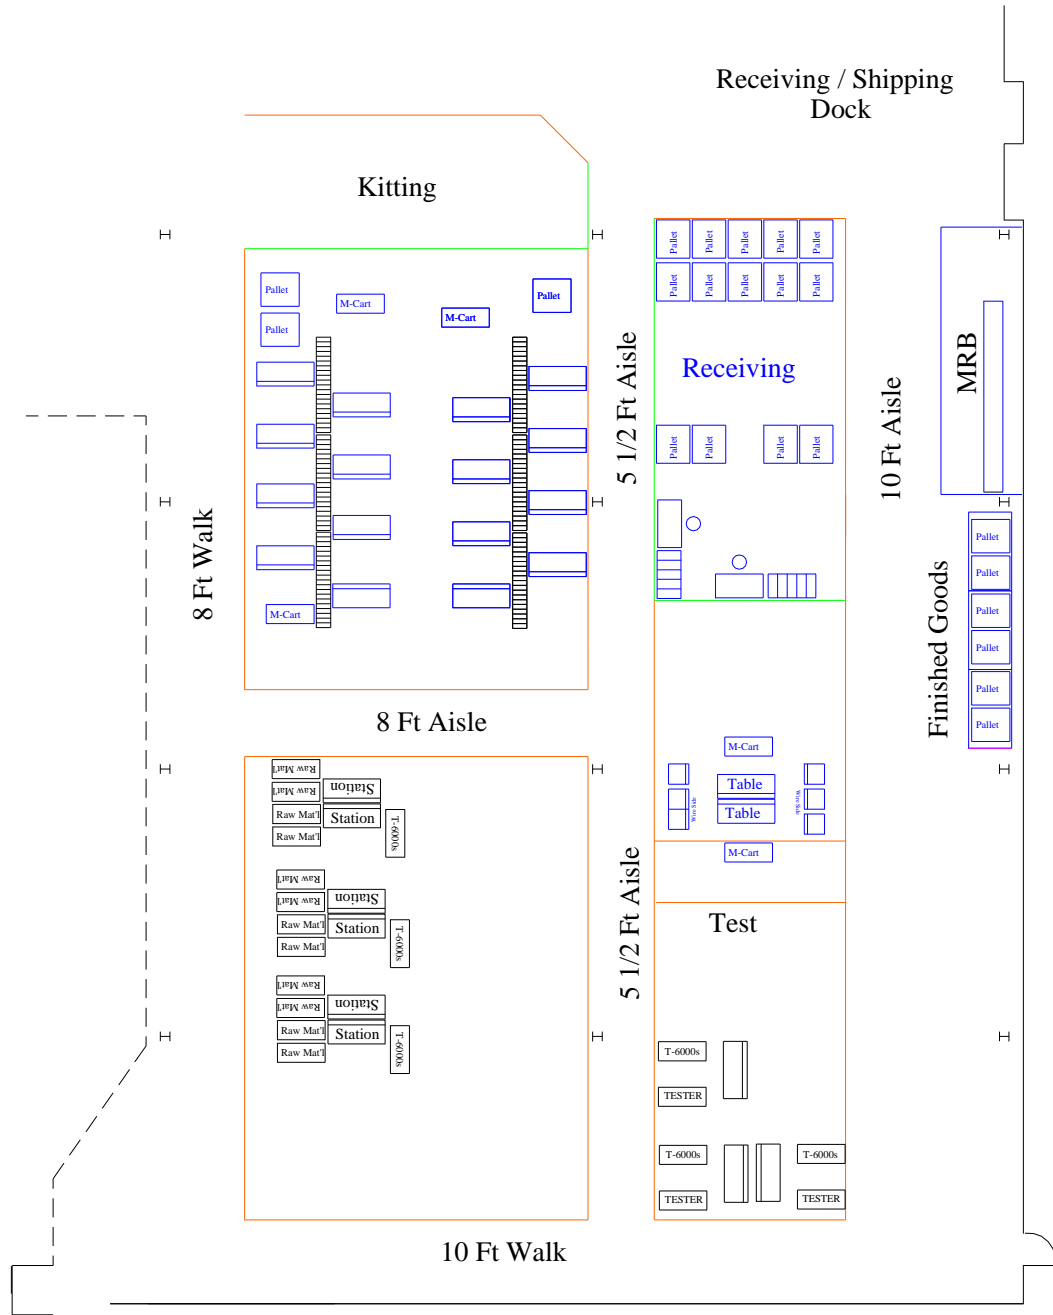 Receiving / Shipping
Dock
Kitting
Pallet
Pallet
Pallet
Pallet
Pallet
Pallet
Pallet
Pallet
Pallet
Pallet
Pallet
M-Cart
Pallet
M-Cart
Pallet
Receiving
MRB
5 1/2 Ft Aisle
10 Ft Aisle
Pallet
Pallet
Pallet
Pallet
8 Ft Walk
M-Cart
Finished Goods
Pallet
Pallet
Pallet
Pallet
Pallet
Pallet
8 Ft Aisle
M-Cart
Table
Table
Wire Side
Wire Side
M-Cart
Raw Mat'l
Raw Mat'l
Raw Mat'l
Raw Mat'l
Station
Station
T-6000s
Raw Mat'l
Raw Mat'l
Raw Mat'l
Raw Mat'l
Station
Station
T-6000s
5 1/2 Ft Aisle
Test
Raw Mat'l
Raw Mat'l
Raw Mat'l
Raw Mat'l
Station
Station
T-6000s
T-6000s
TESTER
T-6000s
T-6000s
TESTER
TESTER
10 Ft Walk